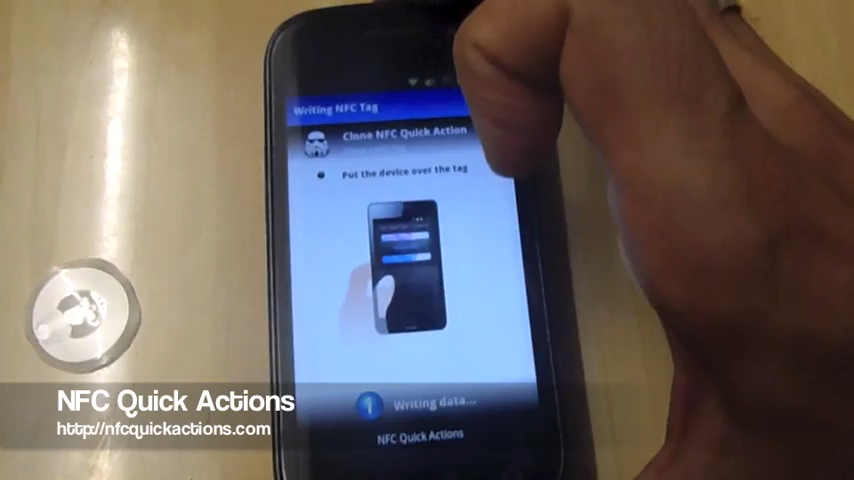 Writing NFC Tag
Clone NFC Quick Action
Put the device over the tag
Writing data...
NFC Quick Actions
NFC Quick Actions
http://nfcquickactions.com